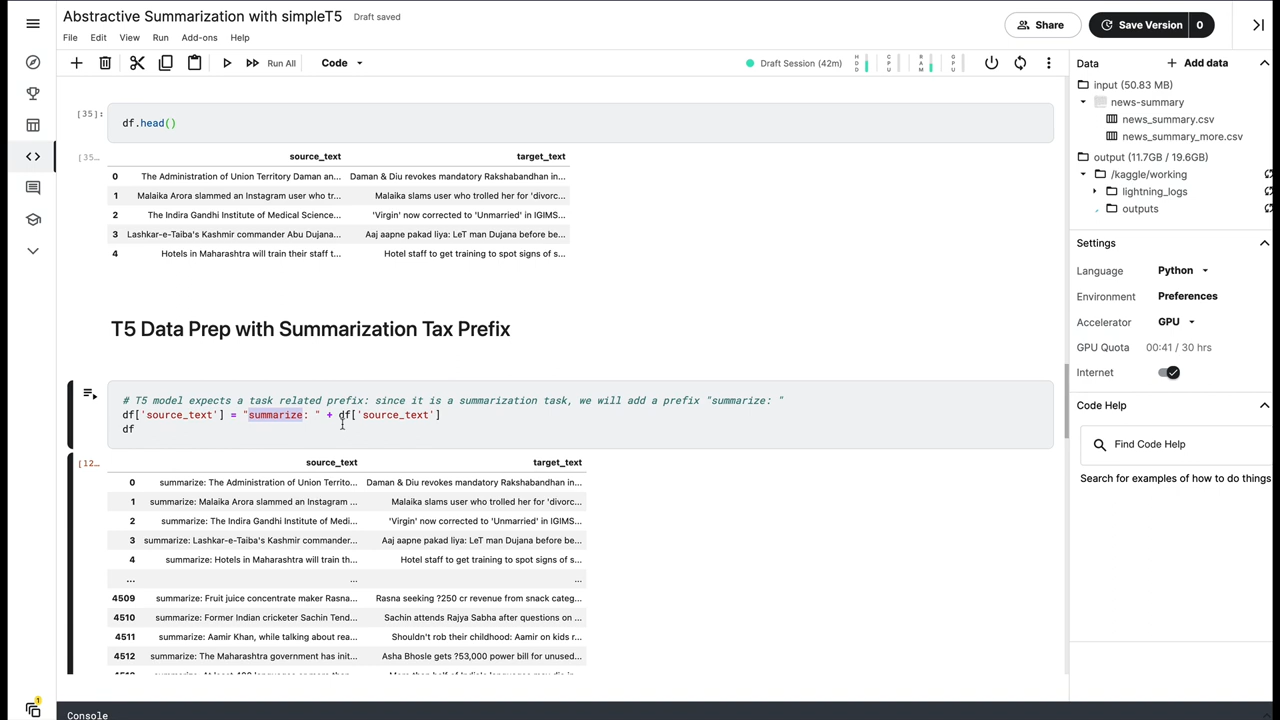 Abstractive Summarization with simpleT5 Draft saved
Share
Save Version 0
File Edit View Run Add-ons Help
Run All Code
Draft Session (42m)
HDD CPU RAM GPU
[35]:
df.head()
[35...
source_text target_text
0 The Administration of Union Territory Daman an... Daman & Diu revokes mandatory Rakshabandhan in...
1 Malaika Arora slammed an Instagram user who tr... Malaika slams user who trolled her for 'divorc...
2 The Indira Gandhi Institute of Medical Science... 'Virgin' now corrected to 'Unmarried' in IGIMS...
3 Lashkar-e-Taiba's Kashmir commander Abu Dujana... Aaj aapne pakad liya: LeT man Dujana before be...
4 Hotels in Maharashtra will train their staff t... Hotel staff to get training to spot signs of s...
T5 Data Prep with Summarization Tax Prefix
# T5 model expects a task related prefix: since it is a summarization task, we will add a prefix "summarize: "
df['source_text'] = "summarize: " + df['source_text']
df
[12...
source_text target_text
0 summarize: The Administration of Union Territo... Daman & Diu revokes mandatory Rakshabandhan in...
1 summarize: Malaika Arora slammed an Instagram ... Malaika slams user who trolled her for 'divorc...
2 summarize: The Indira Gandhi Institute of Medi... 'Virgin' now corrected to 'Unmarried' in IGIMS...
3 summarize: Lashkar-e-Taiba's Kashmir commander... Aaj aapne pakad liya: LeT man Dujana before be...
4 summarize: Hotels in Maharashtra will train th... Hotel staff to get training to spot signs of s...
... ... ...
4509 summarize: Fruit juice concentrate maker Rasna... Rasna seeking ?250 cr revenue from snack categ...
4510 summarize: Former Indian cricketer Sachin Tend... Sachin attends Rajya Sabha after questions on ...
4511 summarize: Aamir Khan, while talking about rea... Shouldn't rob their childhood: Aamir on kids r...
4512 summarize: The Maharashtra government has init... Asha Bhosle gets ?53,000 power bill for unused...
Console
1
Data
Add data
input (50.83 MB)
news-summary
news_summary.csv
news_summary_more.csv
output (11.7GB / 19.6GB)
/kaggle/working
lightning_logs
outputs
Settings
Language Python
Environment Preferences
Accelerator GPU
GPU Quota 00:41 / 30 hrs
Internet
Code Help
Find Code Help
Search for examples of how to do things